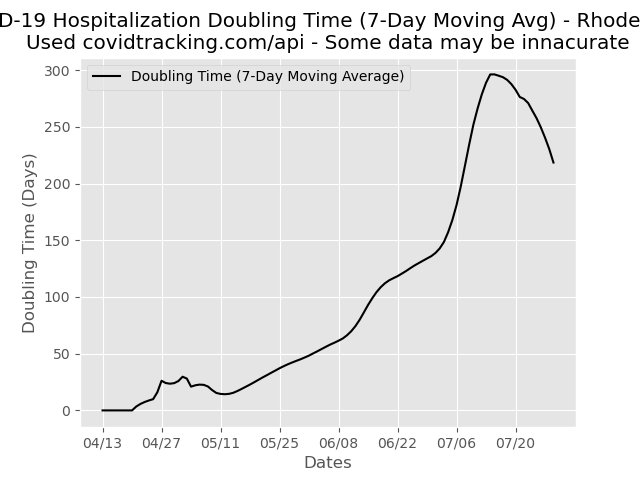 D-19 Hospitalization Doubling Time (7-Day Moving Avg) - Rhode
Used covidtracking.com/api - Some data may be innacurate
Doubling Time (7-Day Moving Average)
300
250
200
150
100
50
0
Doubling Time (Days)
04/13 04/27 05/11 05/25 06/08 06/22 07/06 07/20
Dates